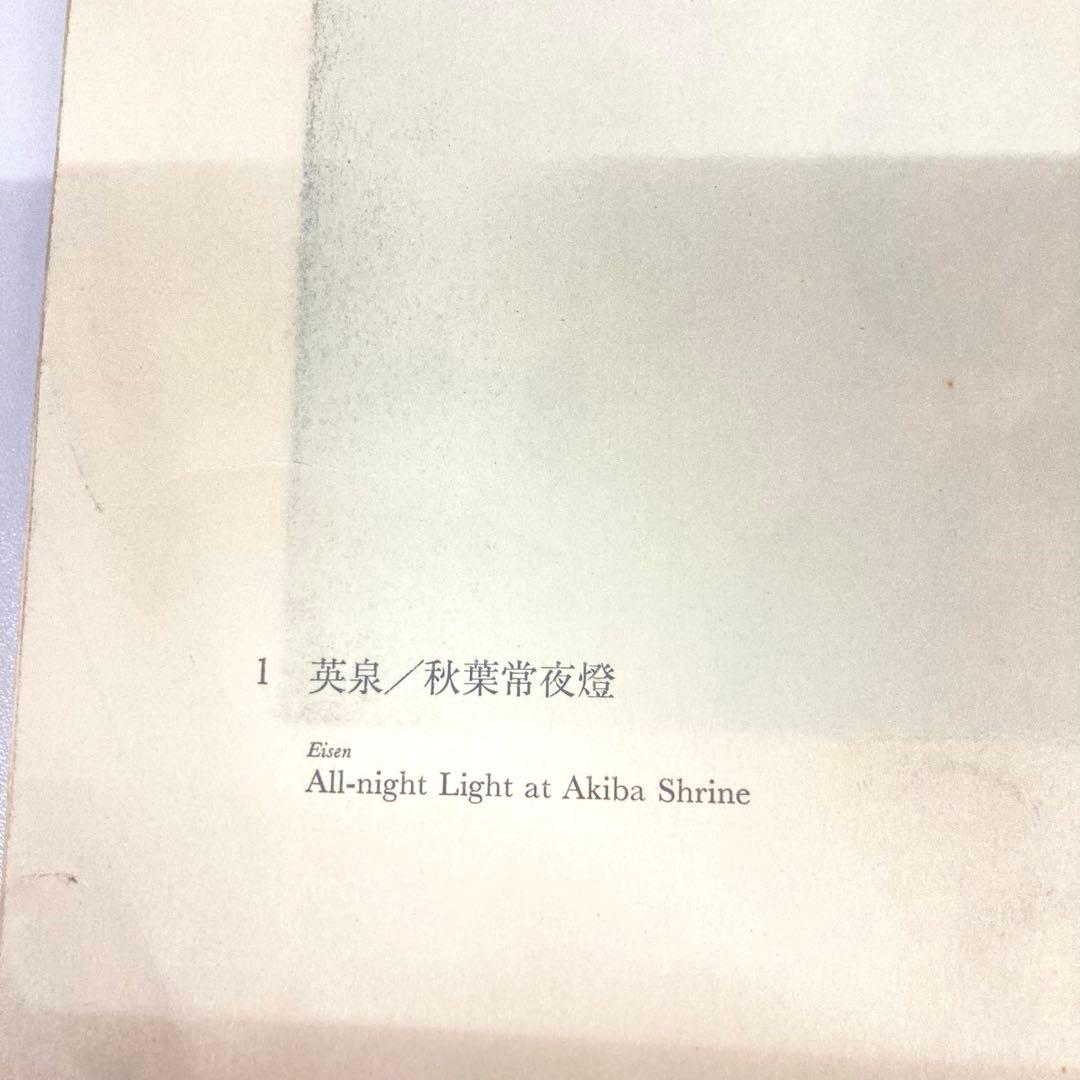 1 英泉／秋葉常夜燈
Eisen
All-night Light at Akiba Shrine